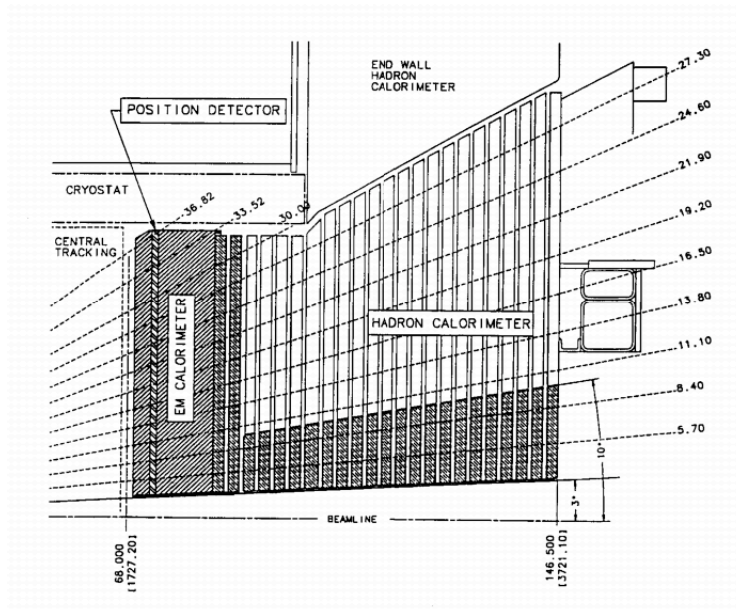 END WALL
HADRON
CALORIMETER
27.30
POSITION DETECTOR
24.60
21.90
CRYOSTAT
36.82
33.52
30.00
19.20
CENTRAL
TRACKING
16.50
EM CALORIMETER
HADRON CALORIMETER
13.80
11.10
8.40
5.70
10°
3°
BEAMLINE
68.000
[1727.20]
146.500
[3721.10]